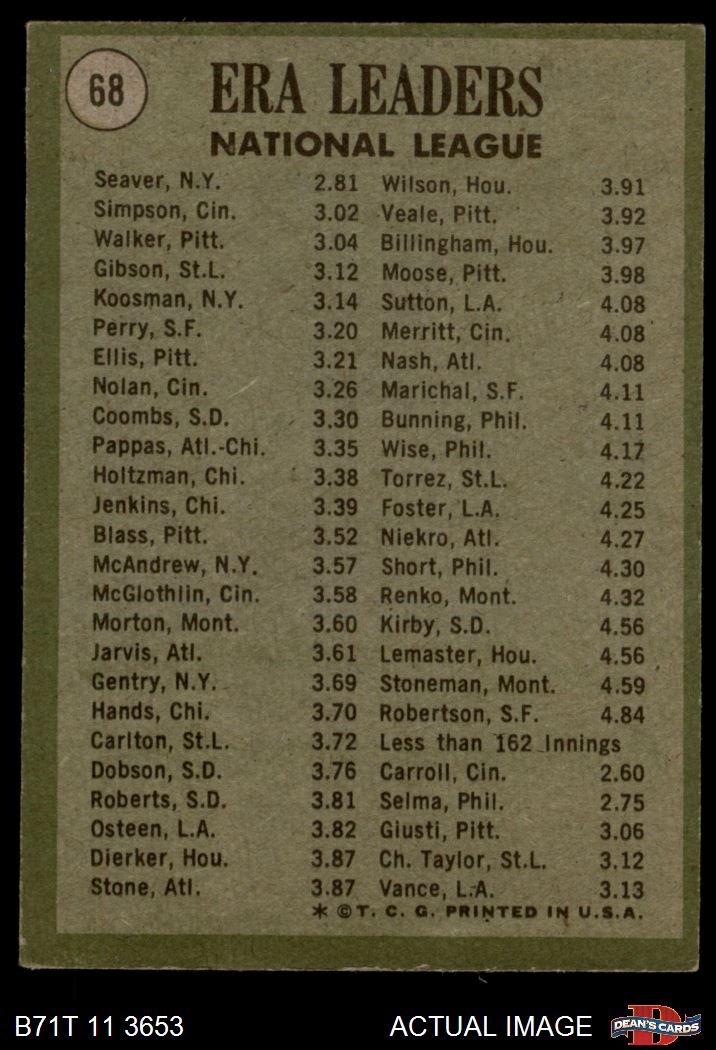 68
ERA LEADERS
NATIONAL LEAGUE
Seaver, N.Y. 2.81
Simpson, Cin. 3.02
Walker, Pitt. 3.04
Gibson, St.L. 3.12
Koosman, N.Y. 3.14
Perry, S.F. 3.20
Ellis, Pitt. 3.21
Nolan, Cin. 3.26
Coombs, S.D. 3.30
Pappas, Atl.-Chi. 3.35
Holtzman, Chi. 3.38
Jenkins, Chi. 3.39
Blass, Pitt. 3.52
McAndrew, N.Y. 3.57
McGlothlin, Cin. 3.58
Morton, Mont. 3.60
Jarvis, Atl. 3.61
Gentry, N.Y. 3.69
Hands, Chi. 3.70
Carlton, St.L. 3.72
Dobson, S.D. 3.76
Roberts, S.D. 3.81
Osteen, L.A. 3.82
Dierker, Hou. 3.87
Stone, Atl. 3.87
Wilson, Hou. 3.91
Veale, Pitt. 3.92
Billingham, Hou. 3.97
Moose, Pitt. 3.98
Sutton, L.A. 4.08
Merritt, Cin. 4.08
Nash, Atl. 4.08
Marichal, S.F. 4.11
Bunning, Phil. 4.11
Wise, Phil. 4.17
Torrez, St.L. 4.22
Foster, L.A. 4.25
Niekro, Atl. 4.27
Short, Phil. 4.30
Renko, Mont. 4.32
Kirby, S.D. 4.56
Lemaster, Hou. 4.56
Stoneman, Mont. 4.59
Robertson, S.F. 4.84
Less than 162 Innings
Carroll, Cin. 2.60
Selma, Phil. 2.75
Giusti, Pitt. 3.06
Ch. Taylor, St.L. 3.12
Vance, L.A. 3.13
* © T. C. G. PRINTED IN U.S.A.
B71T 11 3653
ACTUAL IMAGE
D
DEAN'S CARDS